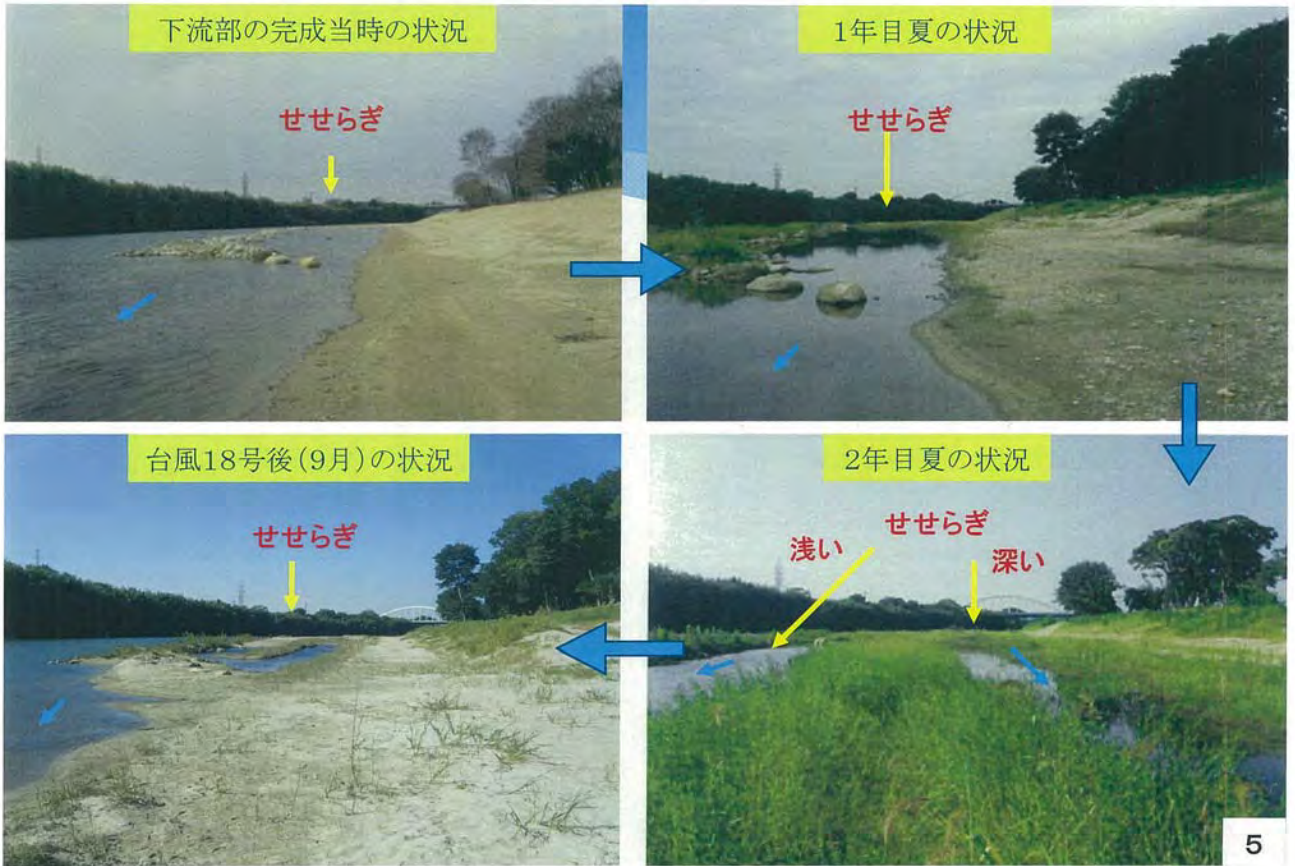 下流部の完成当時の状況
せせらぎ
1年目夏の状況
せせらぎ
2年目夏の状況
せせらぎ
浅い
深い
台風18号後(9月)の状況
せせらぎ
5